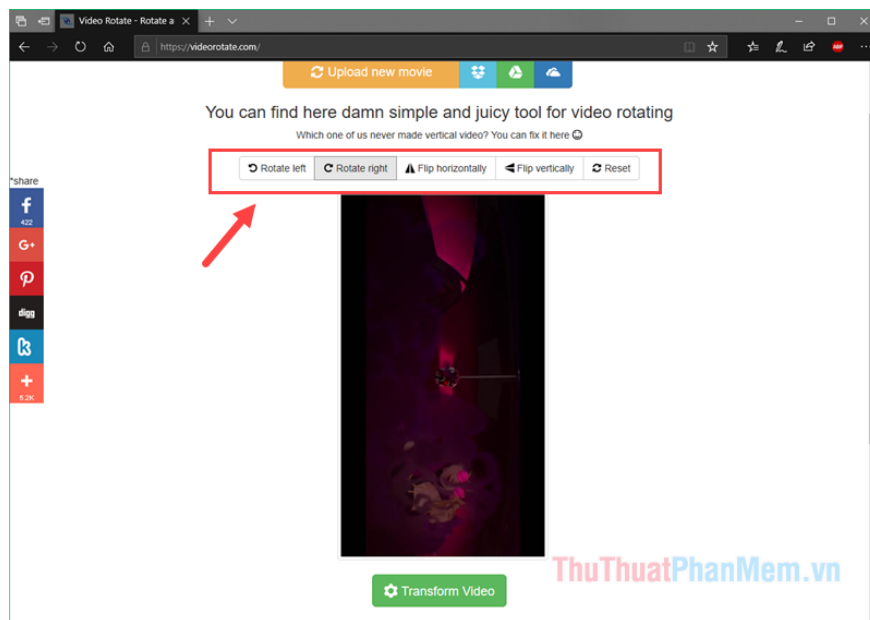 Video Rotate - Rotate a
https://videorotate.com/
ABP
Upload new movie
You can find here damn simple and juicy tool for video rotating
Which one of us never made vertical video? You can fix it here
Rotate left Rotate right Flip horizontally Flip vertically Reset
*share
f
422
G+
digg
5.2K
Transform Video
ThuThuatPhanMem.vn